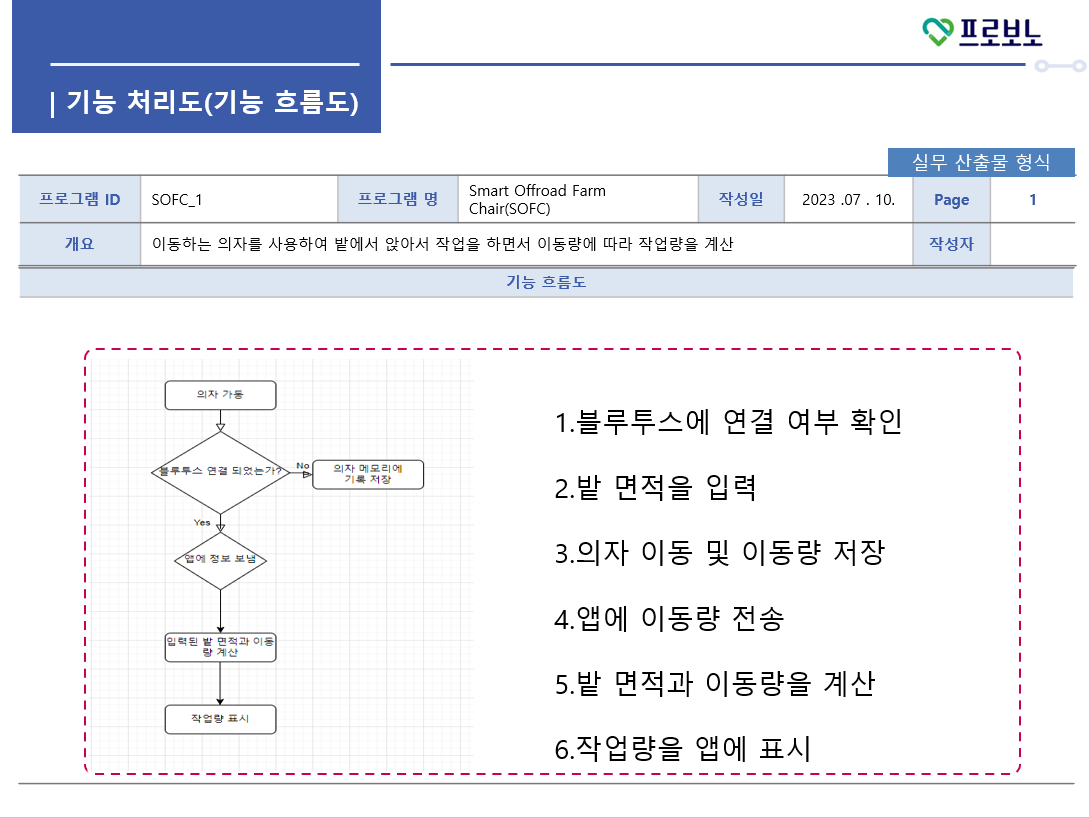 프로보노
| 기능 처리도(기능 흐름도)
실무 산출물 형식
프로그램 ID
SOFC_1
프로그램 명
Smart Offroad Farm
Chair(SOFC)
작성일
2023 .07 . 10.
Page
1
개요
이동하는 의자를 사용하여 밭에서 앉아서 작업을 하면서 이동량에 따라 작업량을 계산
작성자
기능 흐름도
의자 가동
블루투스 연결 되었는가?
No
의자 메모리에
기록 저장
Yes
앱에 정보 보냄
입력된 밭 면적과 이동
량 계산
작업량 표시
1.블루투스에 연결 여부 확인
2.밭 면적을 입력
3.의자 이동 및 이동량 저장
4.앱에 이동량 전송
5.밭 면적과 이동량을 계산
6.작업량을 앱에 표시